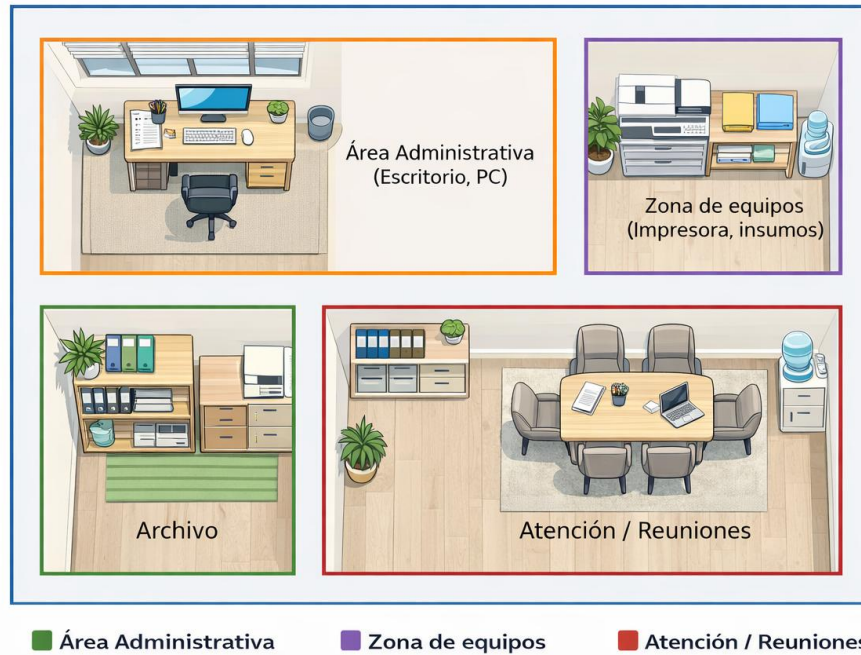 Área Administrativa
(Escritorio, PC)
Zona de equipos
(Impresora, insumos)
Archivo
Atención / Reuniones
Área Administrativa
Zona de equipos
Atención / Reuniones